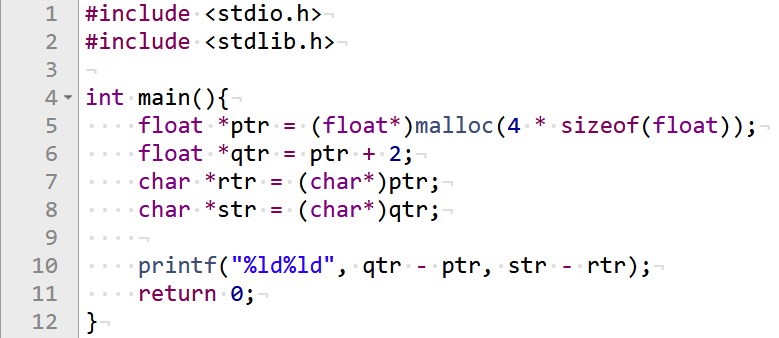 1 #include <stdio.h>
2 #include <stdlib.h>
3
4 int main(){
5     float *ptr = (float*)malloc(4 * sizeof(float));
6     float *qtr = ptr + 2;
7     char *rtr = (char*)ptr;
8     char *str = (char*)qtr;
9
10     printf("%ld%ld", qtr - ptr, str - rtr);
11     return 0;
12 }